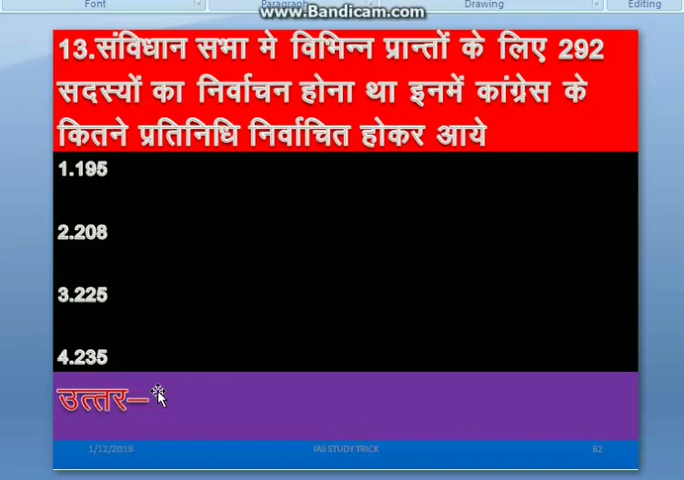 www.Bandicam.com
Font Paragraph Drawing Editing
13.संविधान सभा मे विभिन्न प्रान्तों के लिए 292
सदस्यों का निर्वाचन होना था इनमें कांग्रेस के
कितने प्रतिनिधि निर्वाचित होकर आये
1.195
2.208
3.225
4.235
उत्तर–
1/12/2018 IAS STUDY TRICK 62